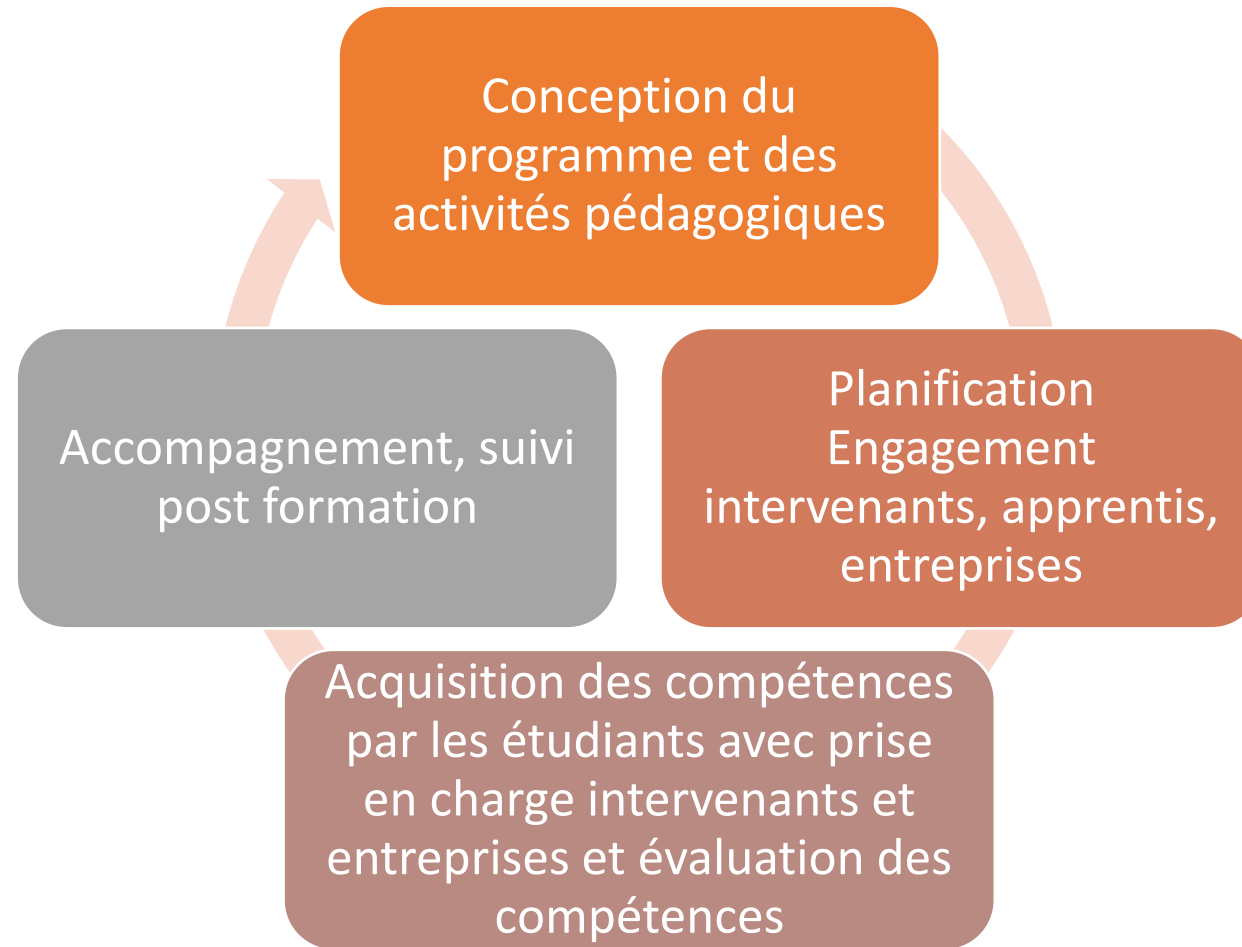 Conception du
programme et des
activités pédagogiques
Planification
Engagement
intervenants, apprentis,
entreprises
Acquisition des compétences
par les étudiants avec prise
en charge intervenants et
entreprises et évaluation des
compétences
Accompagnement, suivi
post formation